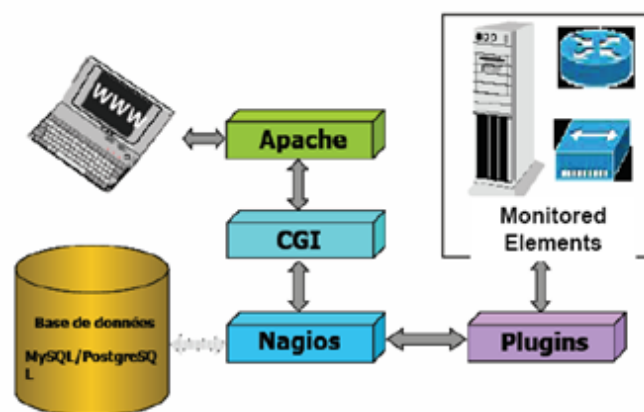 WWW
Apache
CGI
Monitored
Elements
Base de données
MySQL/PostgreSQ
L
Nagios
Plugins